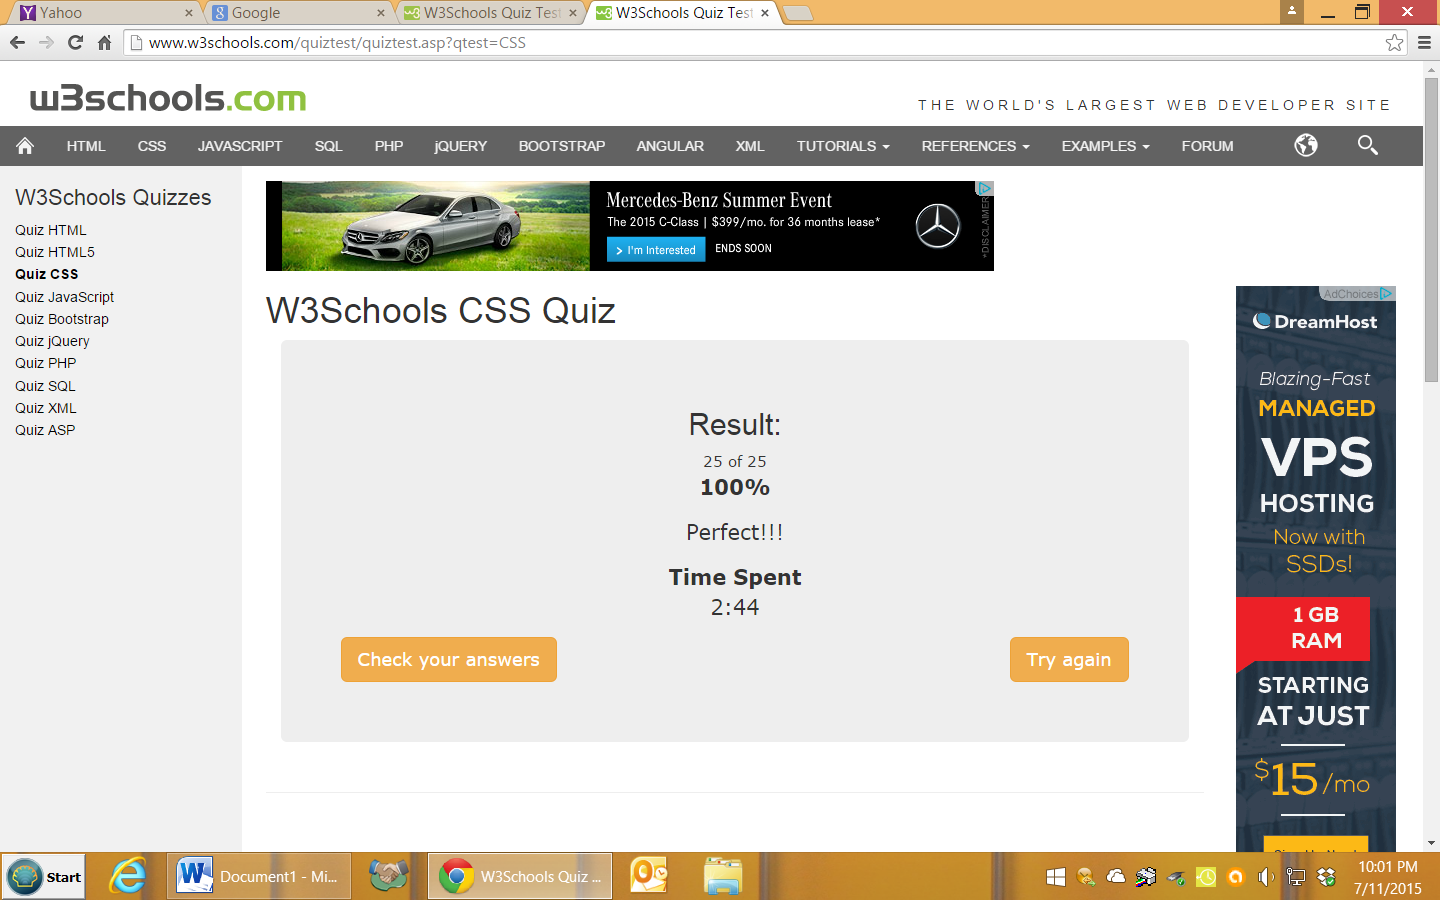 Yahoo
Google
W3Schools Quiz Test
W3Schools Quiz Test
www.w3schools.com/quiztest/quiztest.asp?qtest=CSS
w3schools.com
THE WORLD'S LARGEST WEB DEVELOPER SITE
HTML CSS JAVASCRIPT SQL PHP jQUERY BOOTSTRAP ANGULAR XML TUTORIALS REFERENCES EXAMPLES FORUM
W3Schools Quizzes
Quiz HTML
Quiz HTML5
Quiz CSS
Quiz JavaScript
Quiz Bootstrap
Quiz jQuery
Quiz PHP
Quiz SQL
Quiz XML
Quiz ASP
Mercedes-Benz Summer Event
The 2015 C-Class | $399/mo. for 36 months lease*
> I'm Interested
ENDS SOON
*DISCLAIMER
W3Schools CSS Quiz
Result:
25 of 25
100%
Perfect!!!
Time Spent
2:44
Check your answers
Try again
AdChoices
DreamHost
Blazing-Fast
MANAGED
VPS
HOSTING
Now with
SSDs!
1 GB
RAM
STARTING
AT JUST
$15/mo
Start
Document1 - Mi...
W3Schools Quiz ...
10:01 PM
7/11/2015